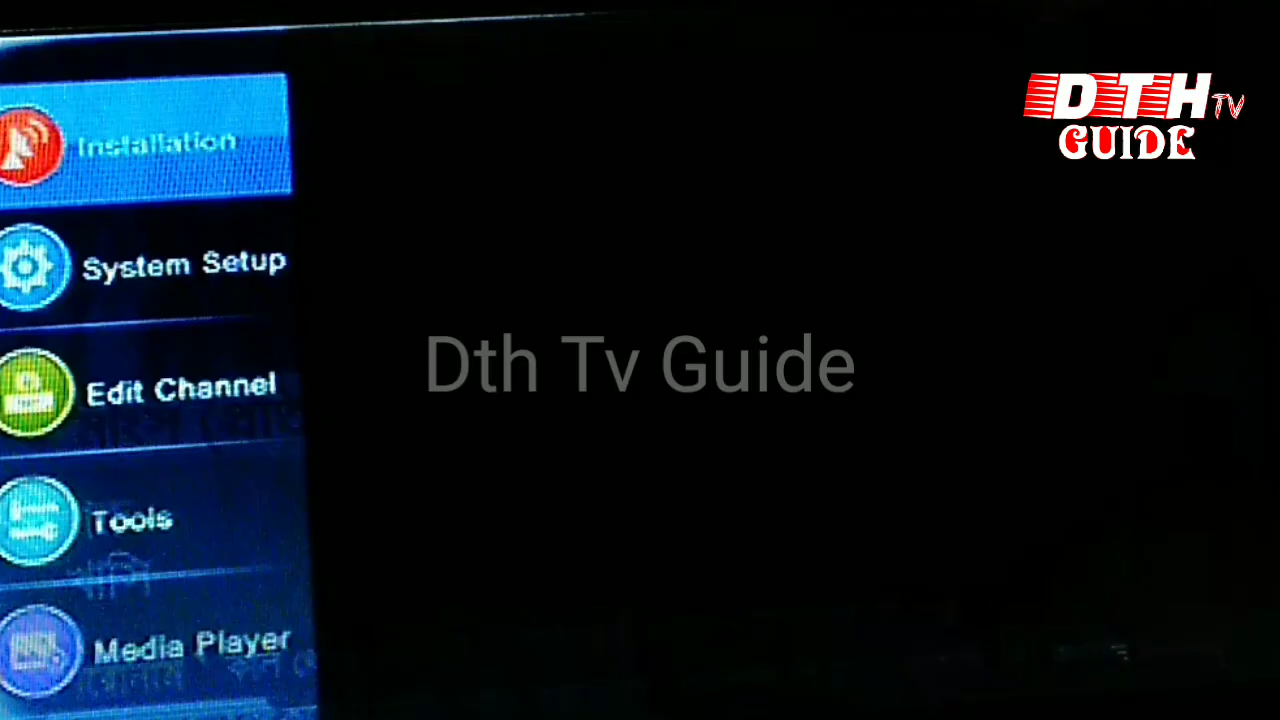 Installation
System Setup
Edit Channel
Tools
Media Player
DTH TV
GUIDE
Dth Tv Guide